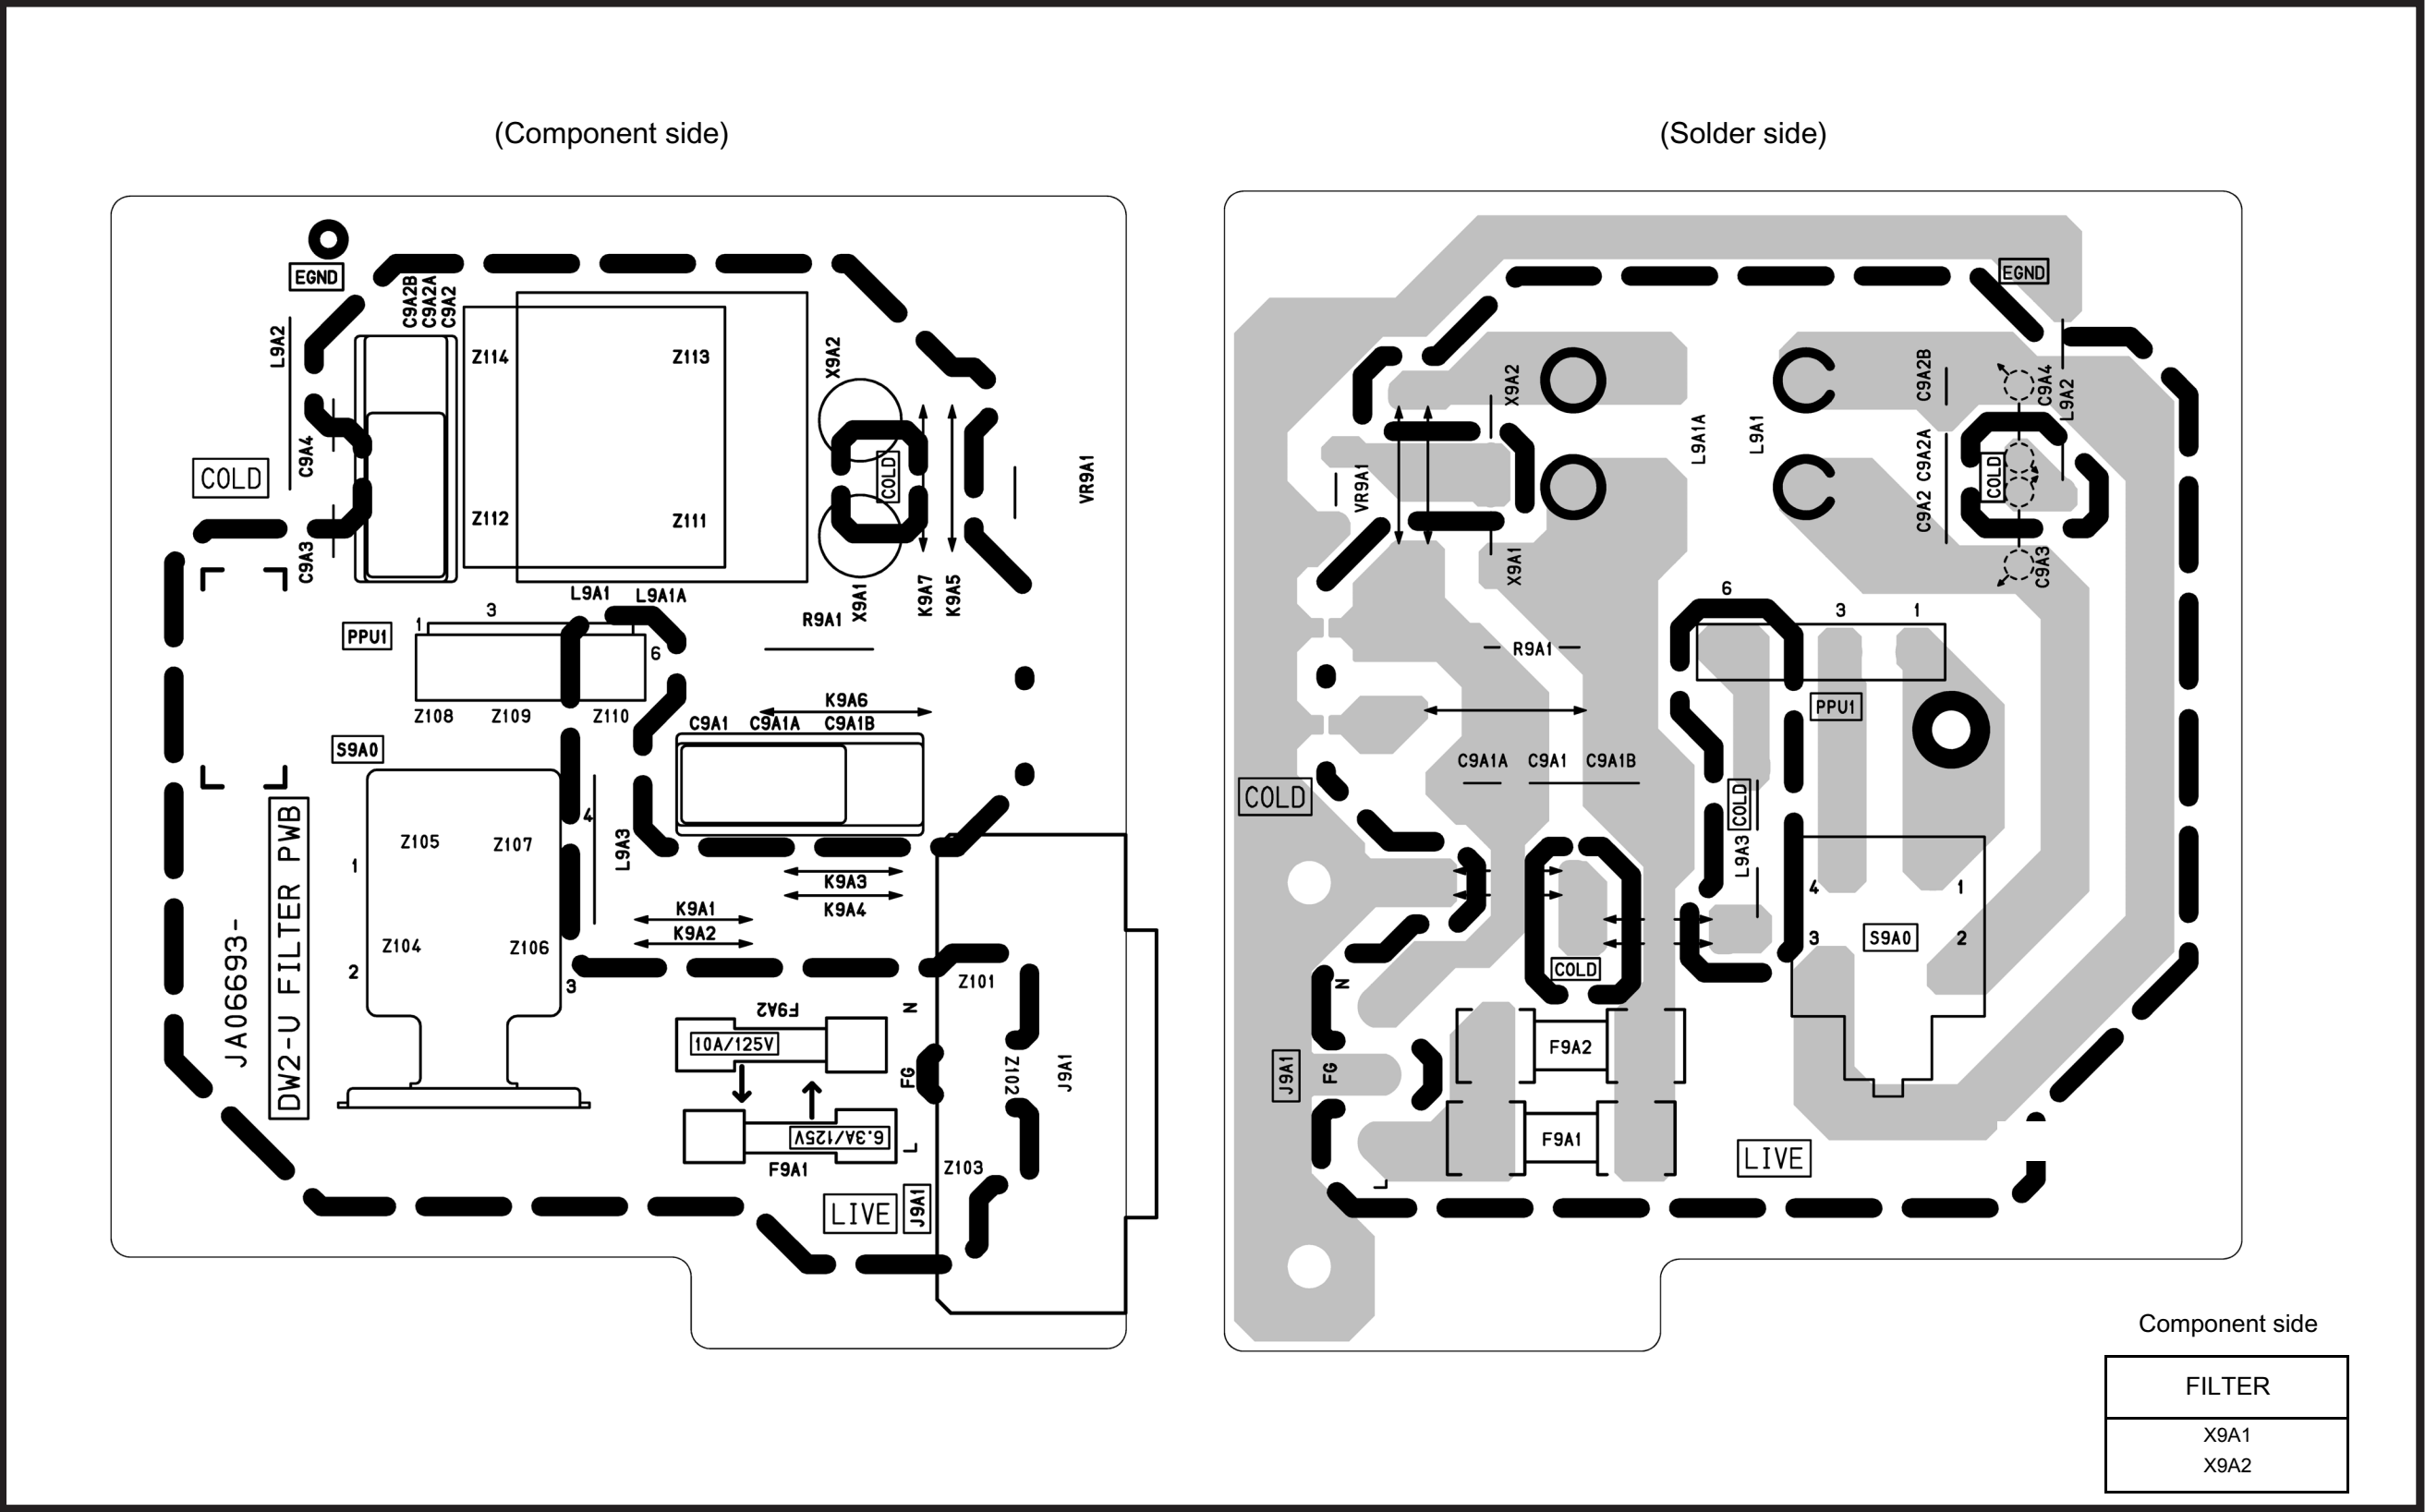 (Component side)
EGND
C9A2B
C9A2A
C9A2
L9A2
Z114
Z113
X9A2
C9A4
COLD
COLD
VR9A1
Z112
Z111
C9A3
L9A1
L9A1A
X9A1
K9A7
K9A5
R9A1
PPU1
1
3
6
Z108
Z109
Z110
K9A6
C9A1
C9A1A
C9A1B
S9A0
4
Z105
Z107
L9A3
1
K9A3
K9A4
K9A1
K9A2
Z104
Z106
2
3
JA06693-
DW2-U FILTER PWB
Z101
F9A2
N
10A/125V
FG
Z102
J9A1
6.3A/125V
F9A1
L
Z103
LIVE
J9A1
(Solder side)
EGND
X9A2
C9A2B
C9A4
L9A2
L9A1A
L9A1
C9A2A
COLD
VR9A1
C9A2
X9A1
C9A3
6
3
1
R9A1
PPU1
C9A1A
C9A1
C9A1B
COLD
COLD
L9A3
4
1
3
S9A0
2
COLD
N
J9A1
FG
F9A2
F9A1
LIVE
L
Component side
FILTER
X9A1
X9A2